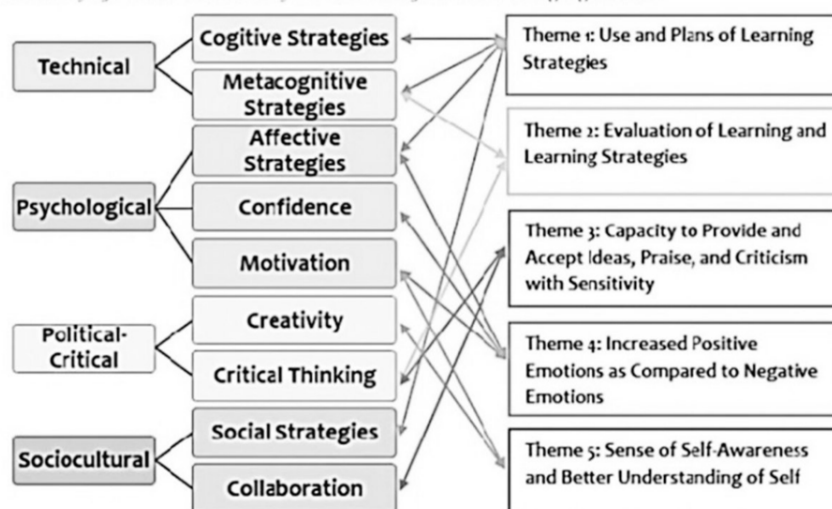 Technical
Psychological
Political-
Critical
Sociocultural
Cogitive Strategies
Metacognitive
Strategies
Affective
Strategies
Confidence
Motivation
Creativity
Critical Thinking
Social Strategies
Collaboration
Theme 1: Use and Plans of Learning
Strategies
Theme 2: Evaluation of Learning and
Learning Strategies
Theme 3: Capacity to Provide and
Accept Ideas, Praise, and Criticism
with Sensitivity
Theme 4: Increased Positive
Emotions as Compared to Negative
Emotions
Theme 5: Sense of Self-Awareness
and Better Understanding of Self